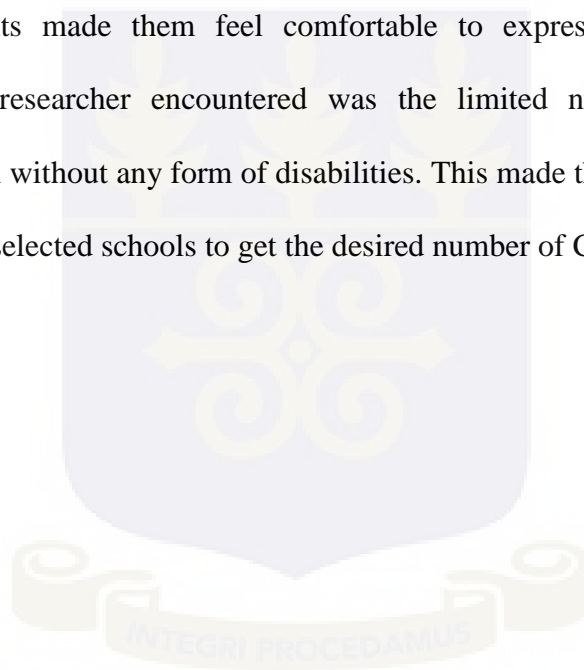 ts made them feel comfortable to expres
researcher encountered was the limited n
without any form of disabilities. This made t
selected schools to get the desired number of C
INTEGRI PROCEDAMUS